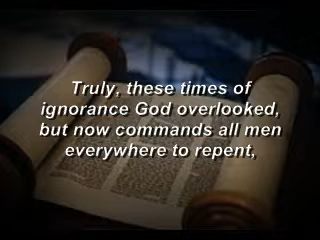 Truly, these times of
ignorance God overlooked,
but now commands all men
everywhere to repent,